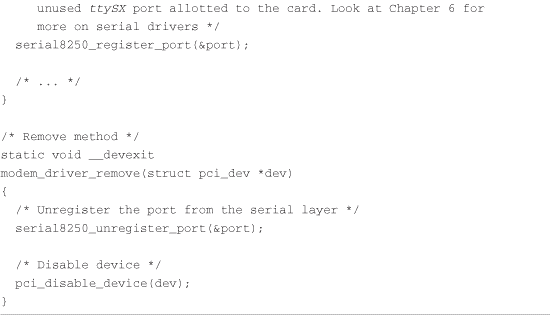 unused ttySX port allotted to the card. Look at Chapter 6 for
more on serial drivers */
serial8250_register_port(&port);
/* ... */
}
/* Remove method */
static void __devexit
modem_driver_remove(struct pci_dev *dev)
{
/* Unregister the port from the serial layer */
serial8250_unregister_port(&port);
/* Disable device */
pci_disable_device(dev);
}